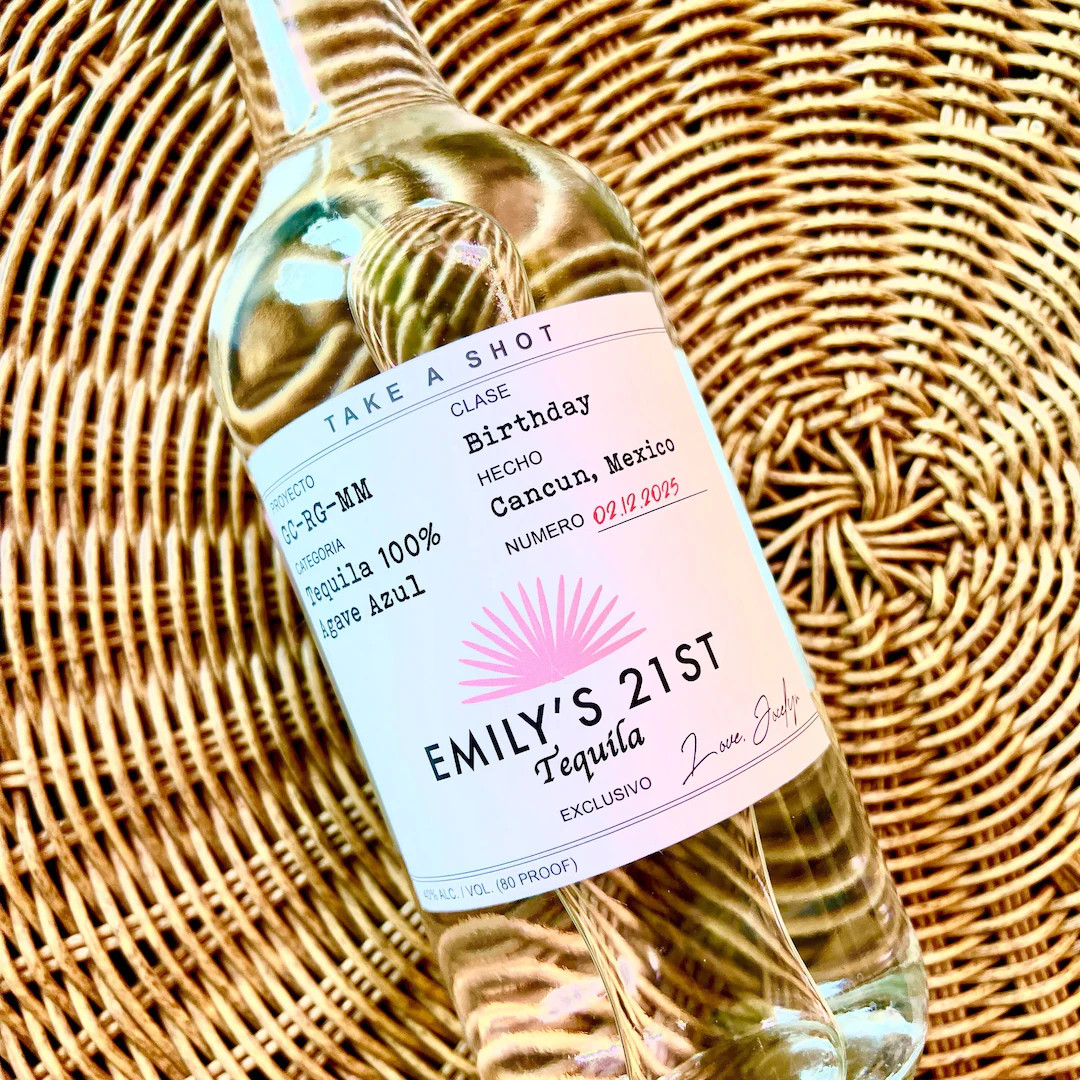 TAKE A SHOT
PROYECTO
GC-RG-MM
CATEGORIA
Tequila 100%
Agave Azul
CLASE
Birthday
HECHO
Cancun, Mexico
NUMERO 02.12.2025
EMILY'S 21ST
Tequila
EXCLUSIVO Love, Jocelyn
40% ALC. / VOL. (80 PROOF)